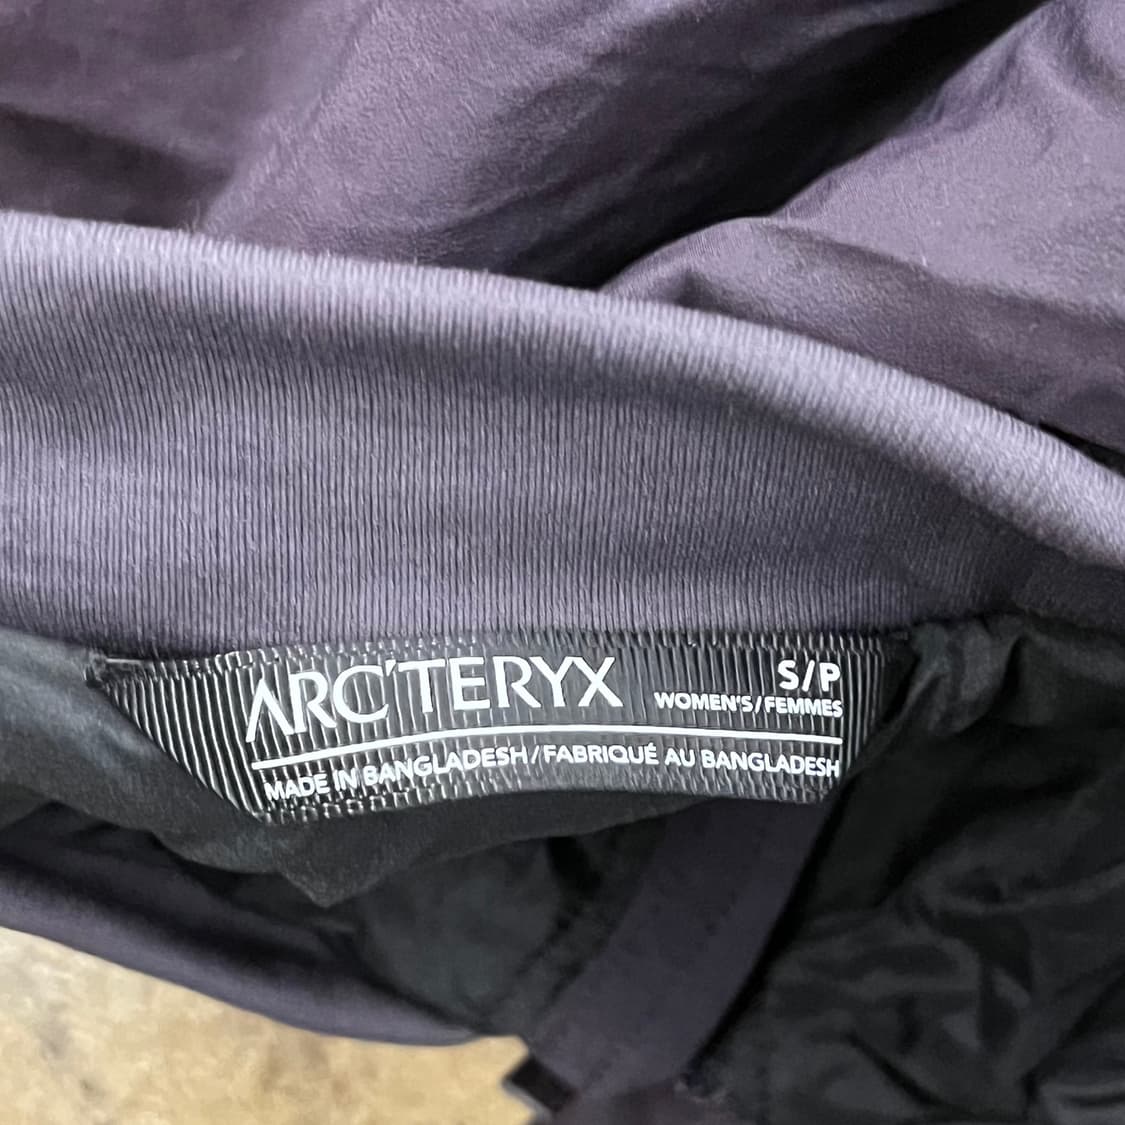 ARC'TERYX
S/P
WOMEN'S/FEMMES
MADE IN BANGLADESH/FABRIQUÉ AU BANGLADESH